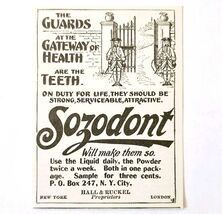 THE
GUARDS
AT THE
GATEWAY OF
HEALTH
ARE THE
TEETH.
ON DUTY FOR LIFE, THEY SHOULD BE
STRONG, SERVICEABLE, ATTRACTIVE.
Sozodont
Will make them so.
Use the Liquid daily, the Powder
twice a week. Both in one pack-
age. Sample for three cents.
P. O. Box 247, N. Y. City.
HALL & RUCKEL
NEW YORK Proprietors LONDON